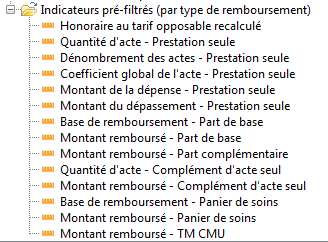 Indicateurs pré-filtrés (par type de remboursement)
Honoraire au tarif opposable recalculé
Quantité d'acte - Prestation seule
Dénombrement des actes - Prestation seule
Coefficient global de l'acte - Prestation seule
Montant de la dépense - Prestation seule
Montant du dépassement - Prestation seule
Base de remboursement - Part de base
Montant remboursé - Part de base
Montant remboursé - Part complémentaire
Quantité d'acte - Complément d'acte seul
Montant remboursé - Complément d'acte seul
Base de remboursement - Panier de soins
Montant remboursé - Panier de soins
Montant remboursé - TM CMU